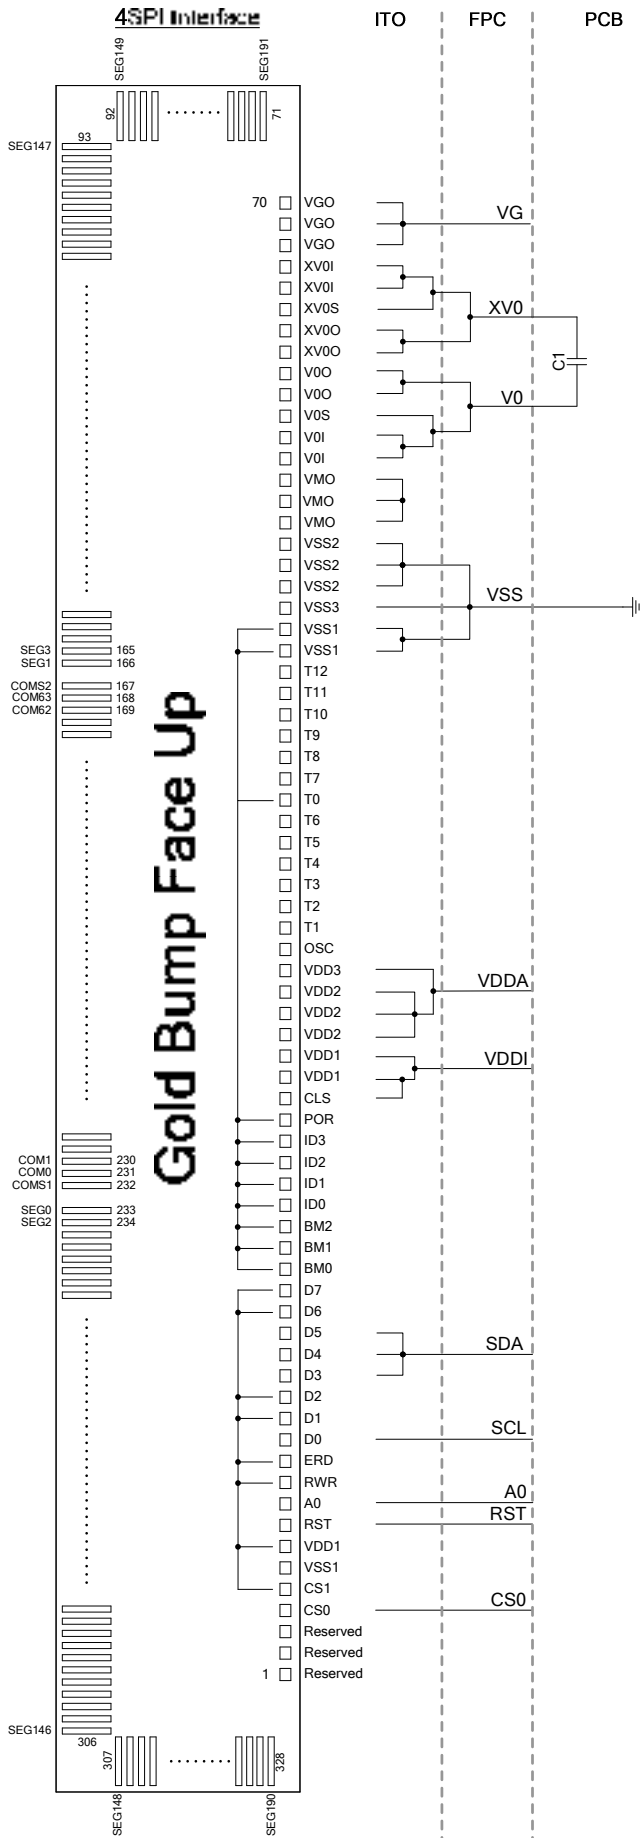 4SPI Interface
ITO
FPC
PCB
SEG149
SEG191
92
71
93
SEG147
70
VGO
VG
VGO
VGO
XV0I
XV0I
XV0S
XV0
XV0O
XV0O
C1
V0O
V0O
V0
V0S
V0I
V0I
VMO
VMO
VMO
VSS2
VSS2
VSS2
VSS3
VSS
VSS1
SEG3
165
VSS1
SEG1
166
T12
COMS2
167
T11
COM63
168
COM62
169
T10
T9
T8
T7
T0
T6
T5
T4
T3
T2
T1
OSC
Gold Bump Face Up
VDD3
VDD2
VDDA
VDD2
VDD2
VDD1
VDDI
VDD1
CLS
POR
ID3
COM1
230
ID2
COM0
231
ID1
COMS1
232
ID0
SEG0
233
SEG2
234
BM2
BM1
BM0
D7
D6
D5
D4
SDA
D3
D2
D1
D0
SCL
ERD
RWR
A0
A0
RST
RST
VDD1
VSS1
CS1
CS0
CS0
Reserved
Reserved
1
Reserved
SEG146
306
307
328
SEG148
SEG190